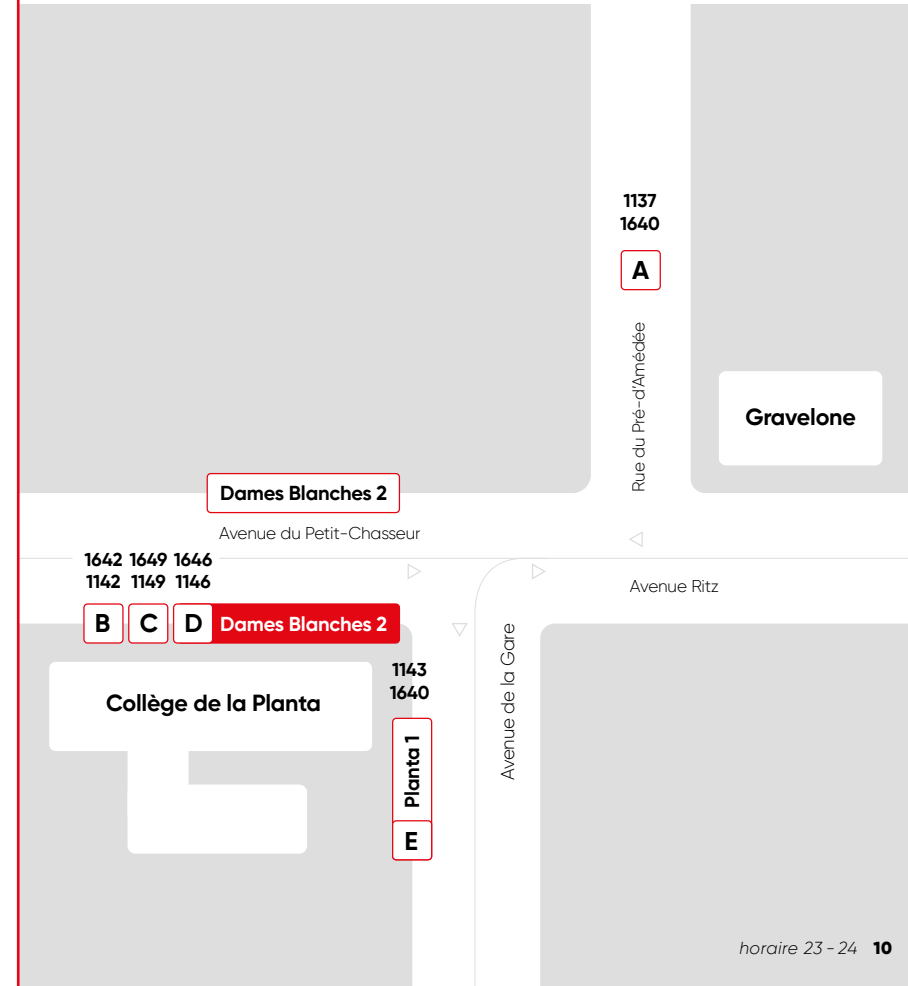 1137
1640
A
Rue du Pré-d'Amédée
Gravelone
Dames Blanches 2
Avenue du Petit-Chasseur
1642 1649 1646
1142 1149 1146
B C D Dames Blanches 2
Avenue Ritz
Avenue de la Gare
Collège de la Planta
1143
1640
Planta 1
E
horaire 23 - 24 10